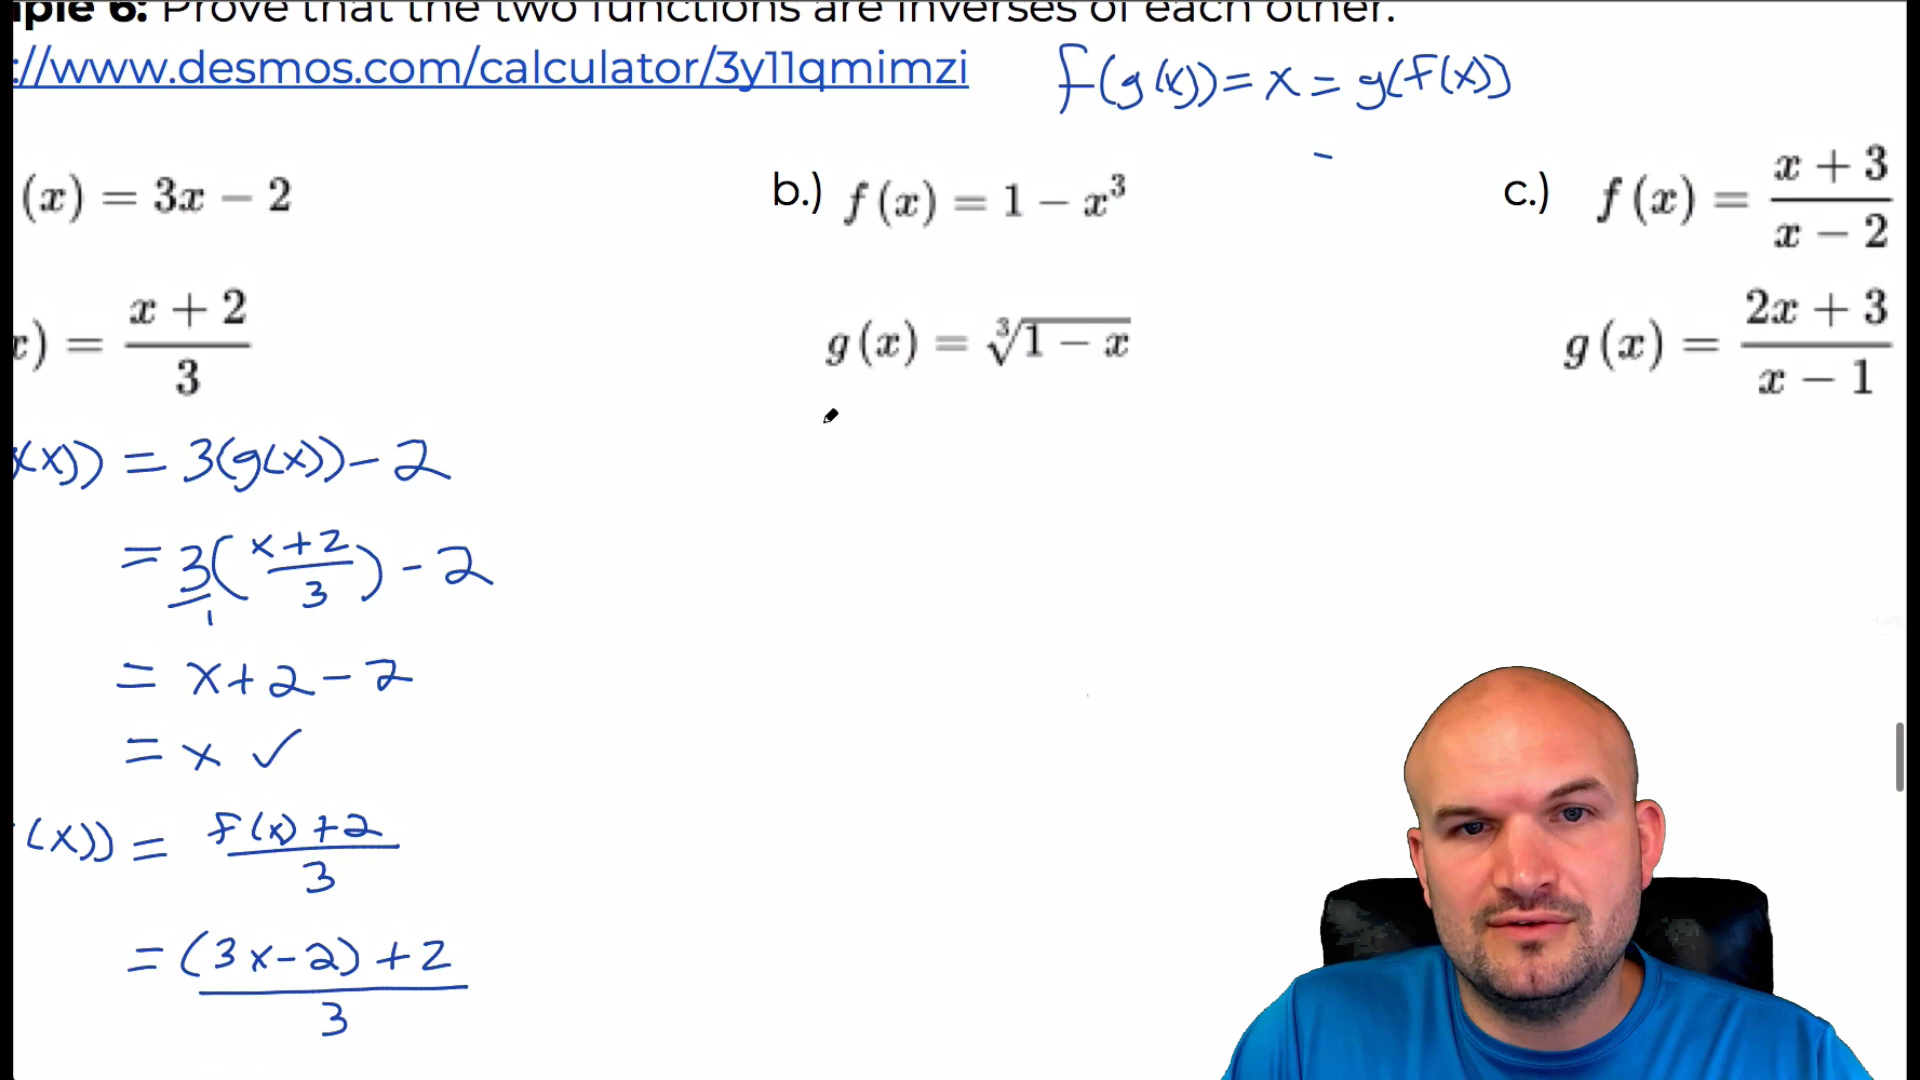 ple 6: Prove that the two functions are inverses of each other.
://www.desmos.com/calculator/3y11qmimzi
f(g(x)) = x = g(f(x))
(x) = 3x − 2
x) = x + 2 / 3
(x)) = 3(g(x)) - 2
= 3/1 (x+2 / 3) - 2
= x+2-2
= x ✓
(x)) = f(x)+2 / 3
= (3x-2)+2 / 3
b.) f(x) = 1 − x³
g(x) = ∛1 − x
c.) f(x) = x + 3 / x − 2
g(x) = 2x + 3 / x − 1